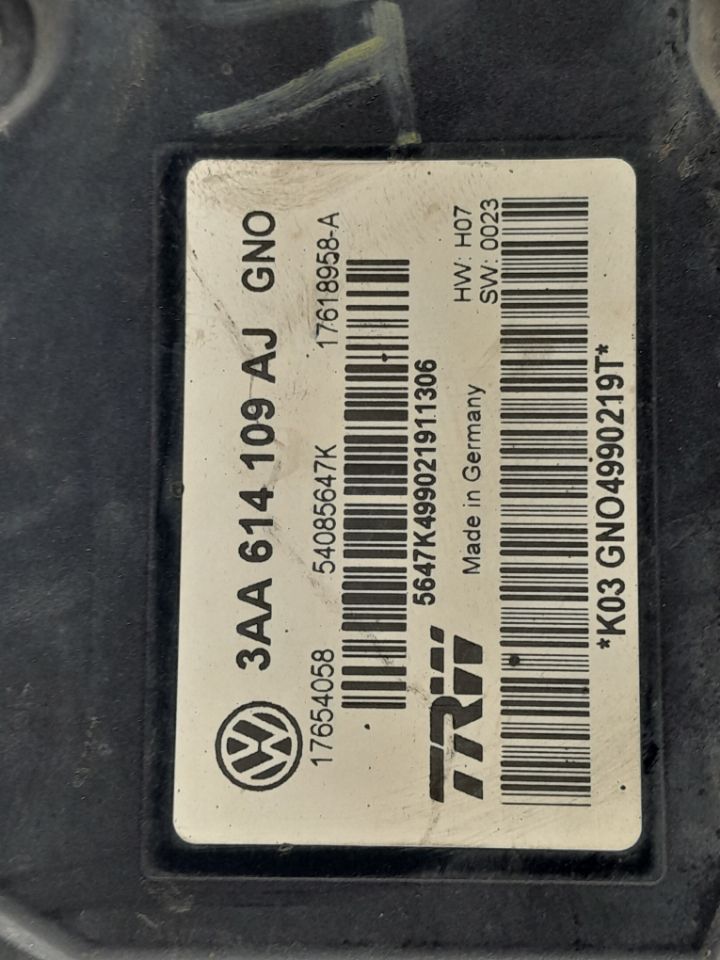 3AA 614 109 AJ GNO
17654058 54085647K 17618958-A
5647K499021911306
TRW Made in Germany
HW: H07
SW: 0023
*K03 GNO4990219T*